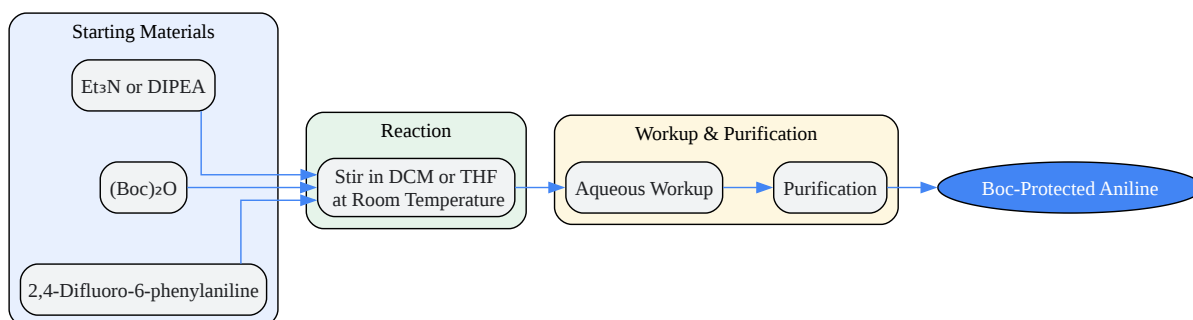 Starting Materials
Et₃N or DIPEA
(Boc)₂O
2,4-Difluoro-6-phenylaniline
Reaction
Stir in DCM or THF
at Room Temperature
Workup & Purification
Aqueous Workup
Purification
Boc-Protected Aniline